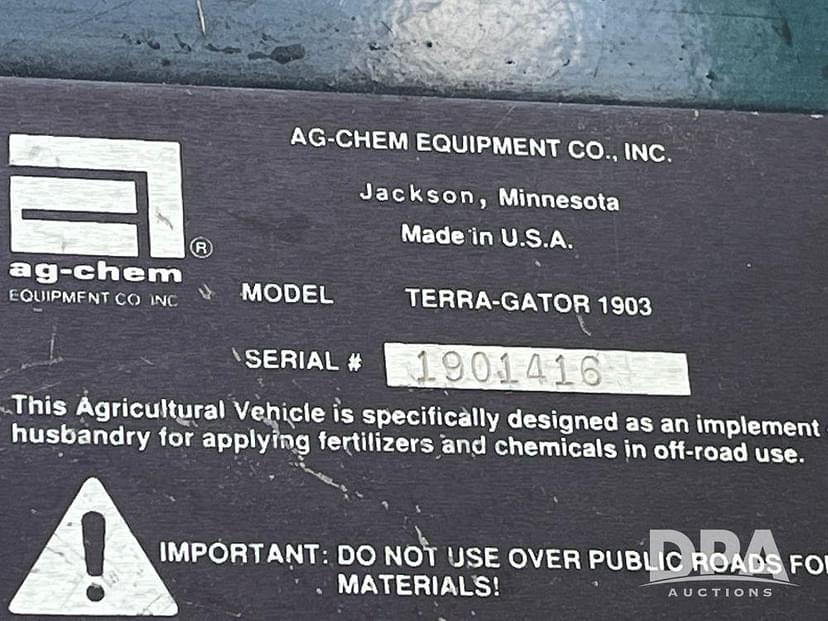 AG-CHEM EQUIPMENT CO., INC.
Jackson, Minnesota
Made in U.S.A.
®
ag-chem
EQUIPMENT CO INC
MODEL TERRA-GATOR 1903
SERIAL # 1901416
This Agricultural Vehicle is specifically designed as an implement
husbandry for applying fertilizers and chemicals in off-road use.
!
IMPORTANT: DO NOT USE OVER PUBLIC ROADS FOR
MATERIALS!
DPA
AUCTIONS